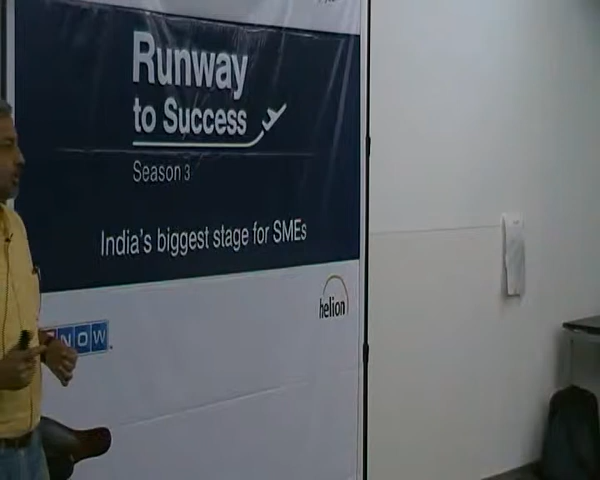 Runway
to Success
Season 3
India's biggest stage for SMEs
helion
NOW